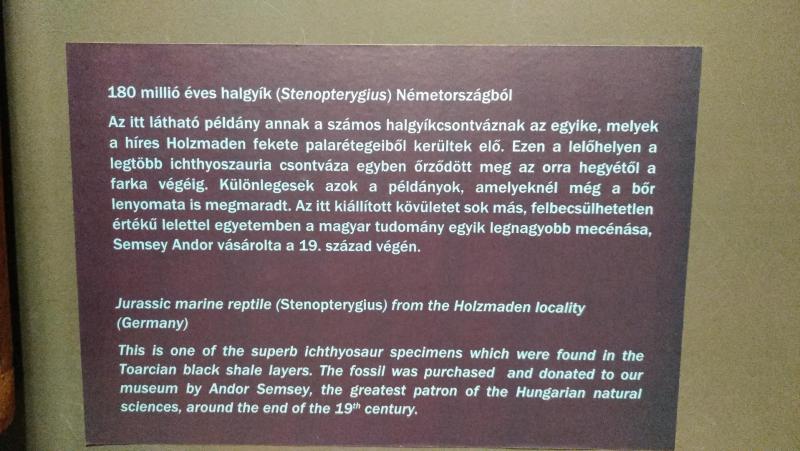 180 millió éves halgyík (Stenopterygius) Németországból
Az itt látható példány annak a számos halgyíkcsontváznak az egyike, melyek
a híres Holzmaden fekete palarétegeiből kerültek elő. Ezen a lelőhelyen a
legtöbb ichthyoszauria csontváza egyben őrződött meg az orra hegyétől a
farka végéig. Különlegesek azok a példányok, amelyeknél még a bőr
lenyomata is megmaradt. Az itt kiállított kövületet sok más, felbecsülhetetlen
értékű lelettel egyetemben a magyar tudomány egyik legnagyobb mecénása,
Semsey Andor vásárolta a 19. század végén.
Jurassic marine reptile (Stenopterygius) from the Holzmaden locality
(Germany)
This is one of the superb ichthyosaur specimens which were found in the
Toarcian black shale layers. The fossil was purchased and donated to our
museum by Andor Semsey, the greatest patron of the Hungarian natural
sciences, around the end of the 19th century.